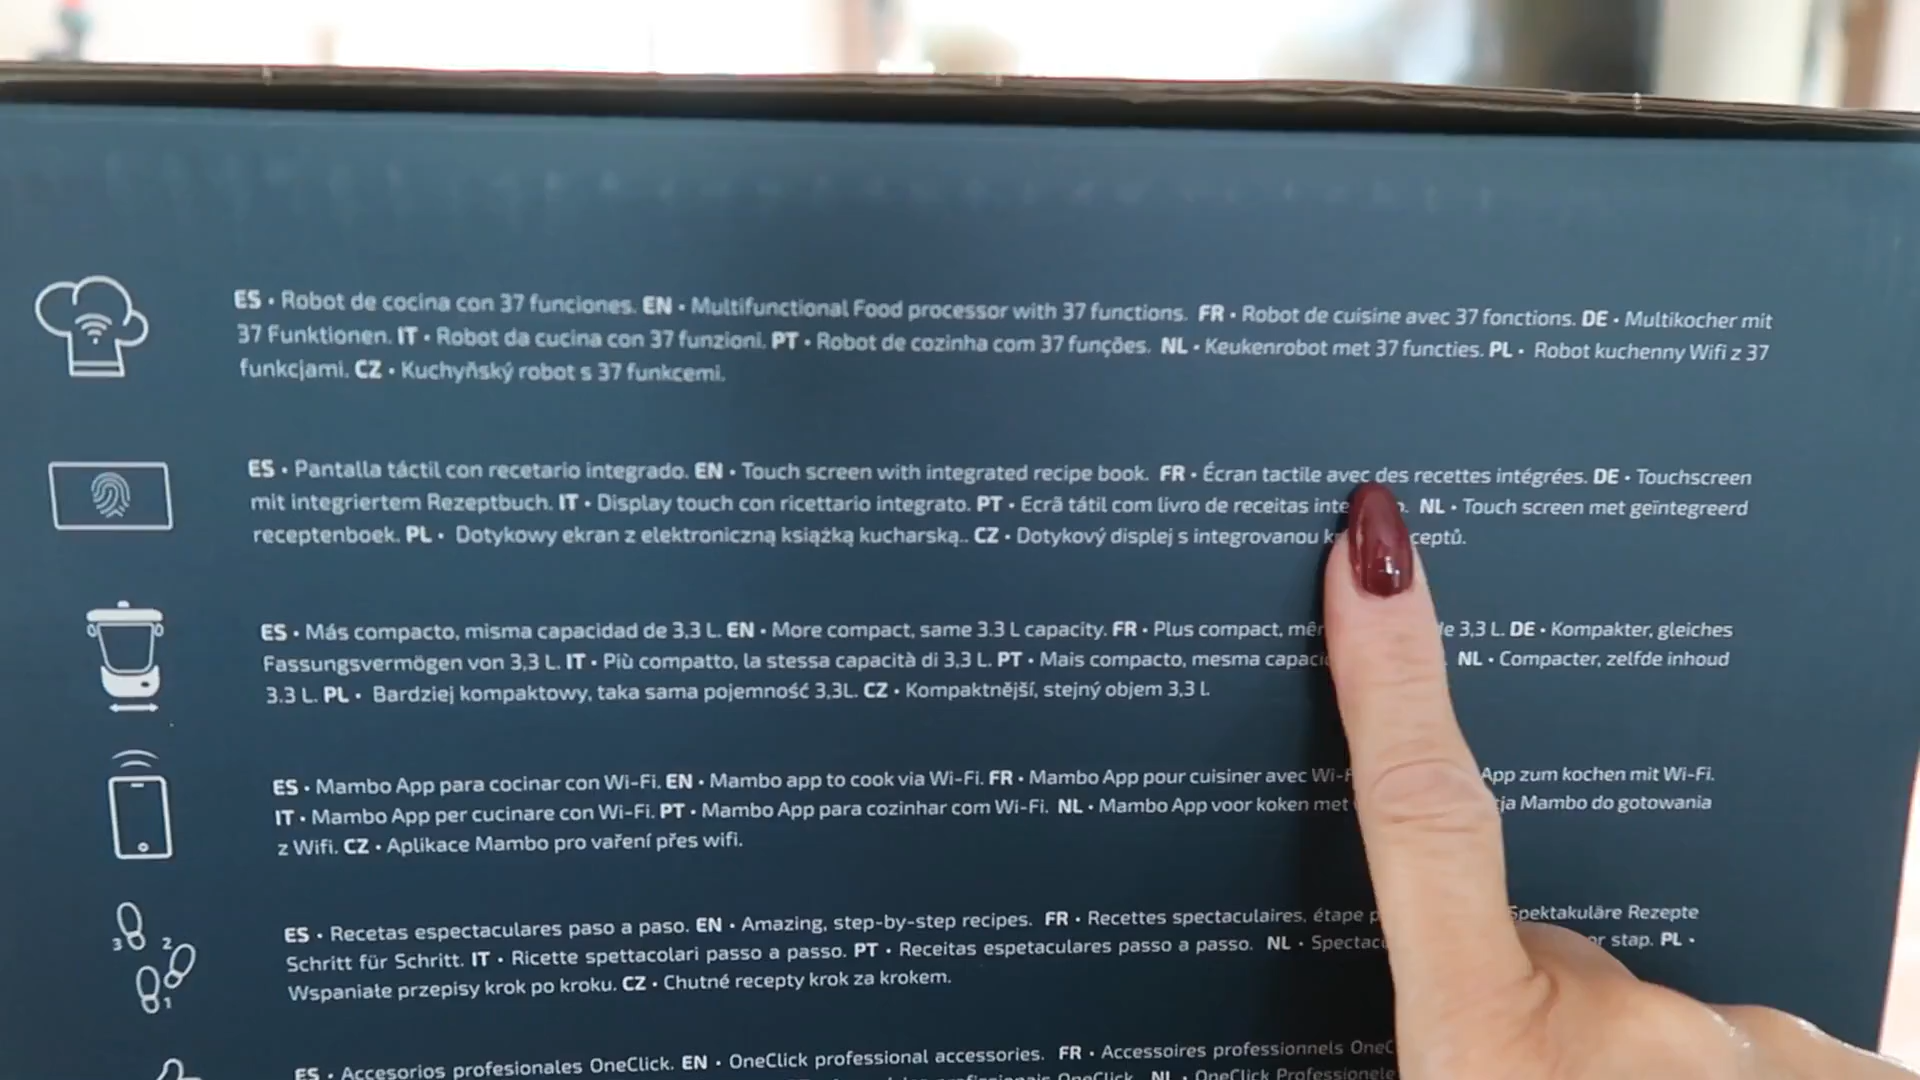 ES • Robot de cocina con 37 funciones. EN • Multifunctional Food processor with 37 functions. FR • Robot de cuisine avec 37 fonctions. DE • Multikocher mit
37 Funktionen. IT • Robot da cucina con 37 funzioni. PT • Robot de cozinha com 37 funções. NL • Keukenrobot met 37 functies. PL • Robot kuchenny Wifi z 37
funkcjami. CZ • Kuchyňský robot s 37 funkcemi.
ES • Pantalla táctil con recetario integrado. EN • Touch screen with integrated recipe book. FR • Écran tactile avec des recettes intégrées. DE • Touchscreen
mit integriertem Rezeptbuch. IT • Display touch con ricettario integrato. PT • Ecrã tátil com livro de receitas NL • Touch screen met geïntegreerd
receptenboek. PL • Dotykowy ekran z elektroniczną książką kucharską.. CZ • Dotykový displej s integrovanou
ES • Más compacto, misma capacidad de 3,3 L. EN • More compact, same 3.3 L capacity. FR • Plus compact, 3,3 L. DE • Kompakter, gleiches
Fassungsvermögen von 3,3 L. IT • Più compatto, la stessa capacità di 3,3 L. PT • Mais compacto, mesma NL • Compacter, zelfde inhoud
3.3 L. PL • Bardziej kompaktowy, taka sama pojemność 3,3L. CZ • Kompaktnější, stejný objem 3,3 l.
ES • Mambo App para cocinar con Wi-Fi. EN • Mambo app to cook via Wi-Fi. FR • Mambo App pour cuisiner avec App zum kochen mit Wi-Fi.
IT • Mambo App per cucinare con Wi-Fi. PT • Mambo App para cozinhar com Wi-Fi. NL • Mambo App voor koken met Mambo do gotowania
z Wifi. CZ • Aplikace Mambo pro vaření přes wifi.
3 2 1
ES • Recetas espectaculares paso a paso. EN • Amazing, step-by-step recipes. FR • Recettes spectaculaires, étape Spektakuläre Rezepte
Schritt für Schritt. IT • Ricette spettacolari passo a passo. PT • Receitas espetaculares passo a passo. NL • stap. PL •
Wspaniałe przepisy krok po kroku. CZ • Chutné recepty krok za krokem.
ES • Accesorios profesionales OneClick. EN • OneClick professional accessories. FR • Accessoires professionnels
OneClick NL • OneClick